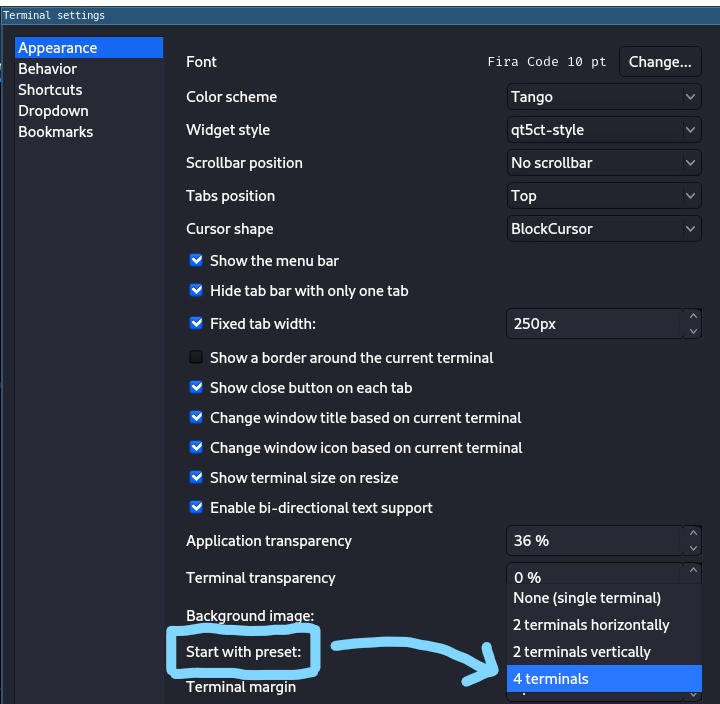 Terminal settings
Appearance
Behavior
Shortcuts
Dropdown
Bookmarks
Font Fira Code 10 pt Change...
Color scheme Tango
Widget style qt5ct-style
Scrollbar position No scrollbar
Tabs position Top
Cursor shape BlockCursor
Show the menu bar
Hide tab bar with only one tab
Fixed tab width: 250px
Show a border around the current terminal
Show close button on each tab
Change window title based on current terminal
Change window icon based on current terminal
Show terminal size on resize
Enable bi-directional text support
Application transparency 36 %
Terminal transparency 0 %
None (single terminal)
Background image:
2 terminals horizontally
Start with preset: 2 terminals vertically
4 terminals
Terminal margin